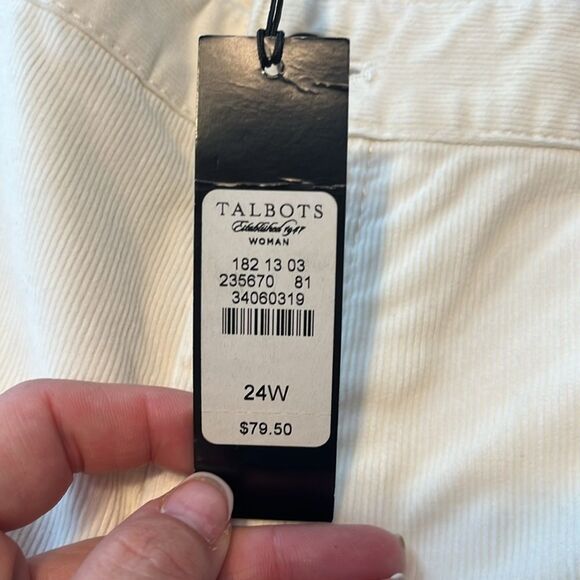 TALBOTS
Established 1947
WOMAN
182 13 03
235670 81
34060319
24W
$79.50